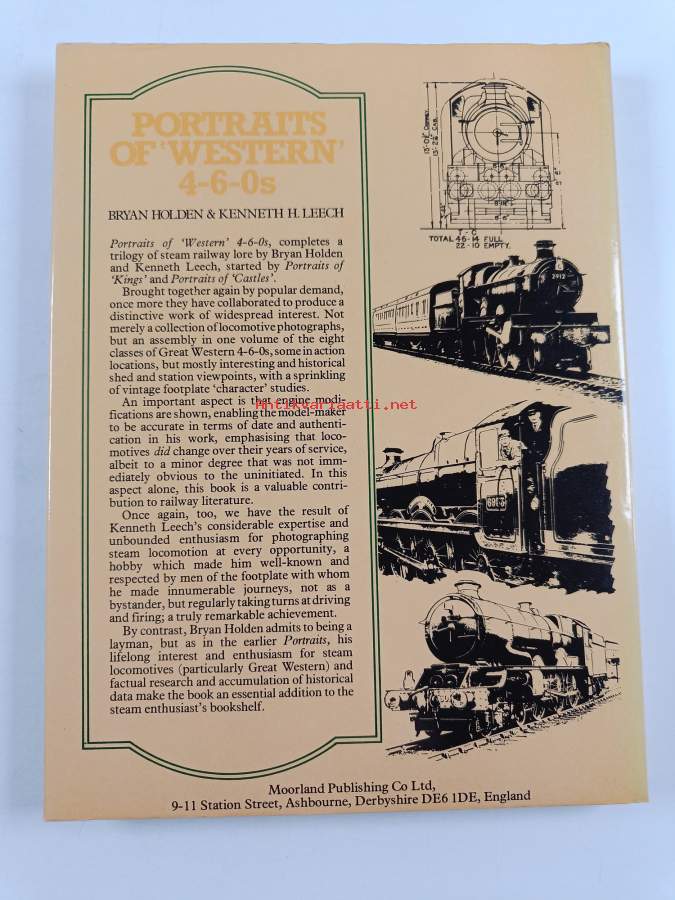 PORTRAITS
OF 'WESTERN'
4-6-0s
BRYAN HOLDEN & KENNETH H. LEECH
Portraits of 'Western' 4-6-0s, completes a
trilogy of steam railway lore by Bryan Holden
and Kenneth Leech, started by Portraits of
'Kings' and Portraits of 'Castles'.
Brought together again by popular demand,
once more they have collaborated to produce a
distinctive work of widespread interest. Not
merely a collection of locomotive photographs,
but an assembly in one volume of the eight
classes of Great Western 4-6-0s, some in action
locations, but mostly interesting and historical
shed and station viewpoints, with a sprinkling
of vintage footplate 'character' studies.
An important aspect is that engine modi-
fications are shown, enabling the model-maker
to be accurate in terms of date and authenti-
cation in his work, emphasising that loco-
motives did change over their years of service,
albeit to a minor degree that was not imm-
ediately obvious to the uninitiated. In this
aspect alone, this book is a valuable contri-
bution to railway literature.
Once again, too, we have the result of
Kenneth Leech's considerable expertise and
unbounded enthusiasm for photographing
steam locomotion at every opportunity, a
hobby which made him well-known and
respected by men of the footplate with whom
he made innumerable journeys, not as a
bystander, but regularly taking turns at driving
and firing; a truly remarkable achievement.
By contrast, Bryan Holden admits to being a
layman, but as in the earlier Portraits, his
lifelong interest and enthusiasm for steam
locomotives (particularly Great Western) and
factual research and accumulation of historical
data make the book an essential addition to the
steam enthusiast's bookshelf.
T - C
TOTAL 46-14 FULL
22-10 EMPTY.
2912
Antikvariaatti.net
Moorland Publishing Co Ltd,
9-11 Station Street, Ashbourne, Derbyshire DE6 1DE, England